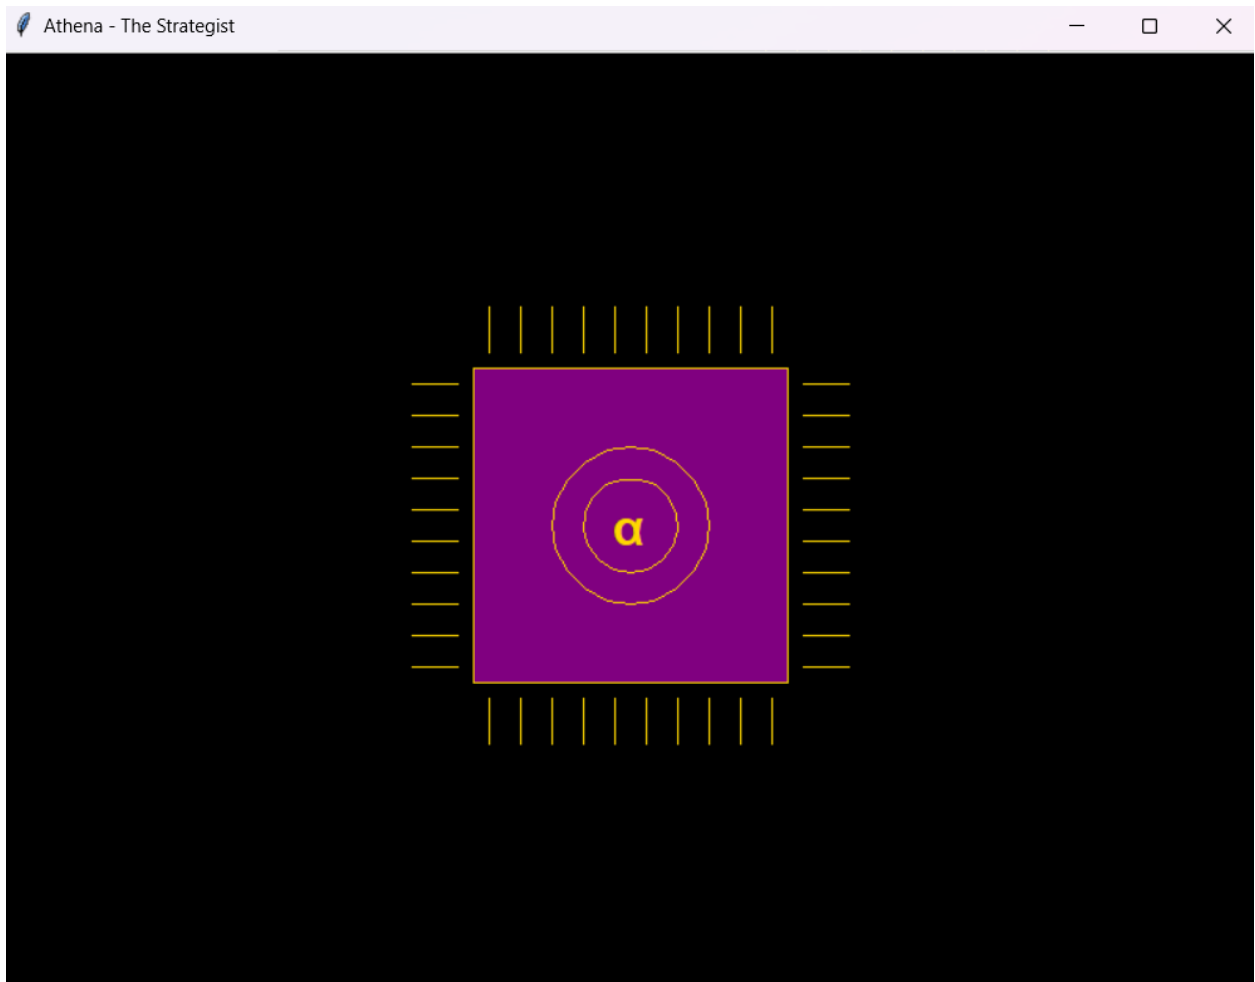 Athena - The Strategist
α